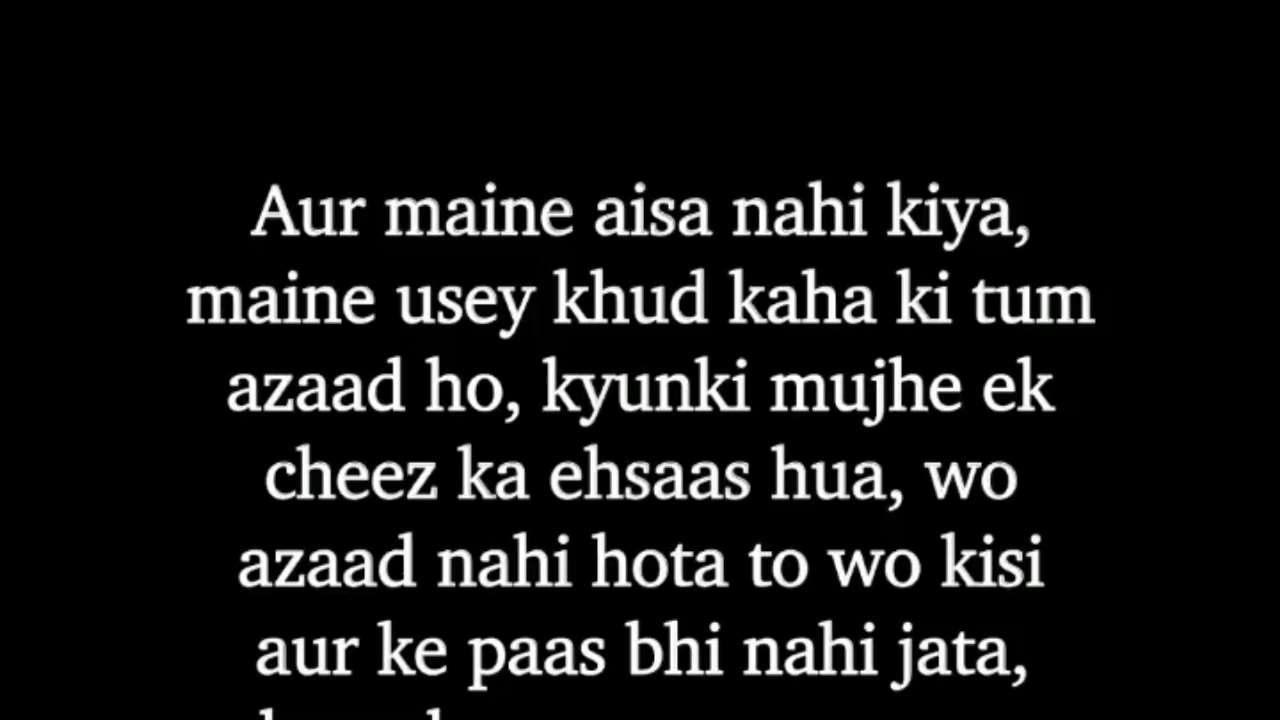 Aur maine aisa nahi kiya,
maine usey khud kaha ki tum
azaad ho, kyunki mujhe ek
cheez ka ehsaas hua, wo
azaad nahi hota to wo kisi
aur ke paas bhi nahi jata,